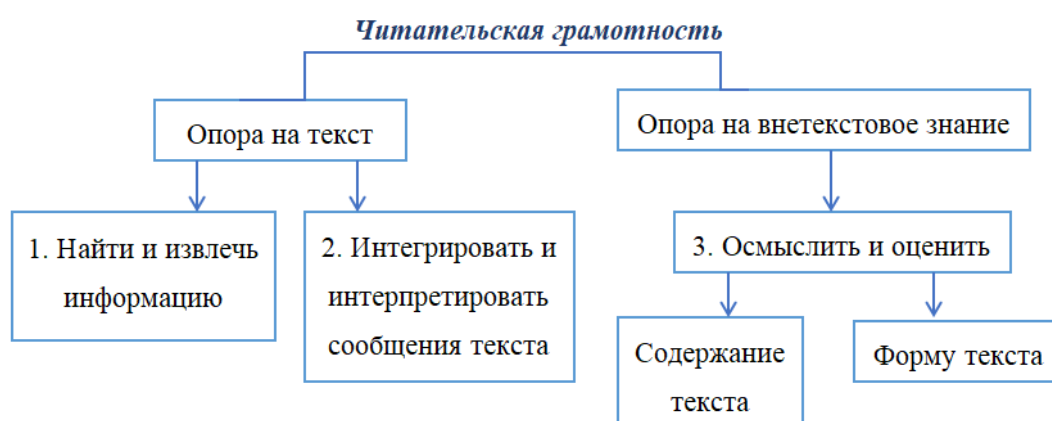 Читательская грамотность
Опора на текст
Опора на внетекстовое знание
1. Найти и извлечь
информацию
2. Интегрировать и
интерпретировать
сообщения текста
3. Осмыслить и оценить
Содержание
текста
Форму текста